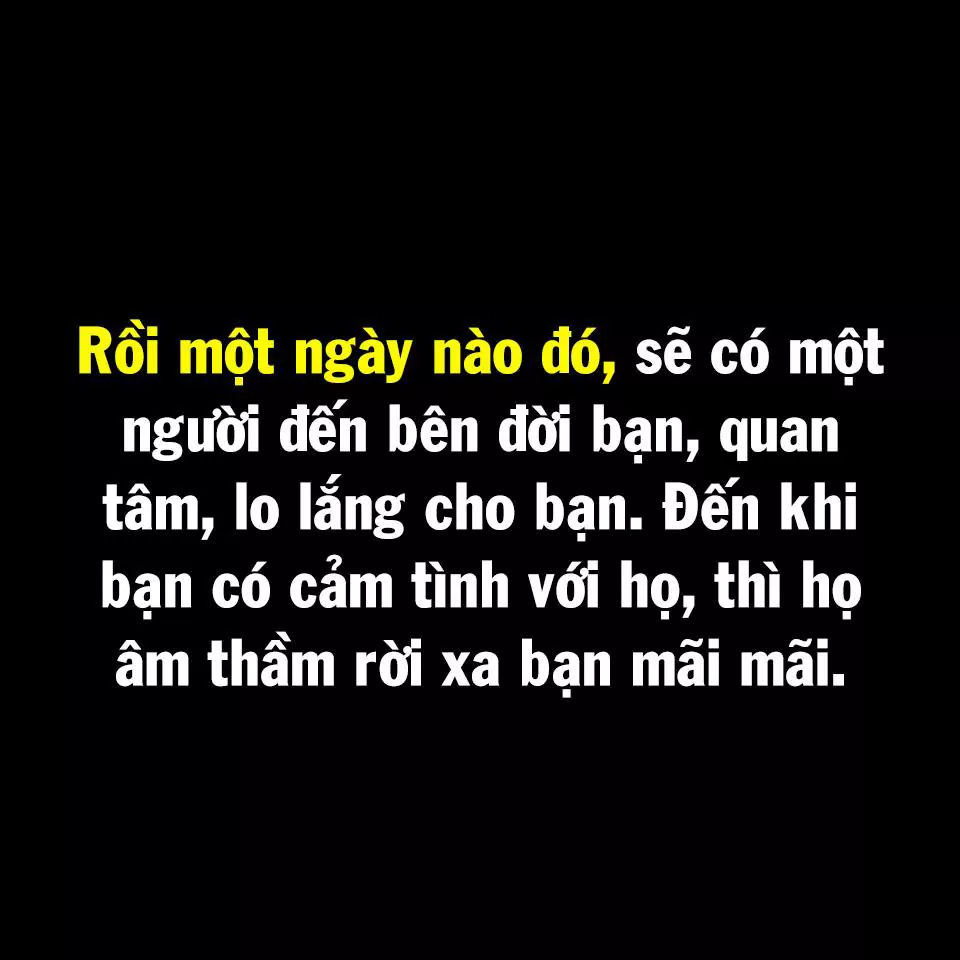 Rồi một ngày nào đó, sẽ có một
người đến bên đời bạn, quan
tâm, lo lắng cho bạn. Đến khi
bạn có cảm tình với họ, thì họ
âm thầm rời xa bạn mãi mãi.